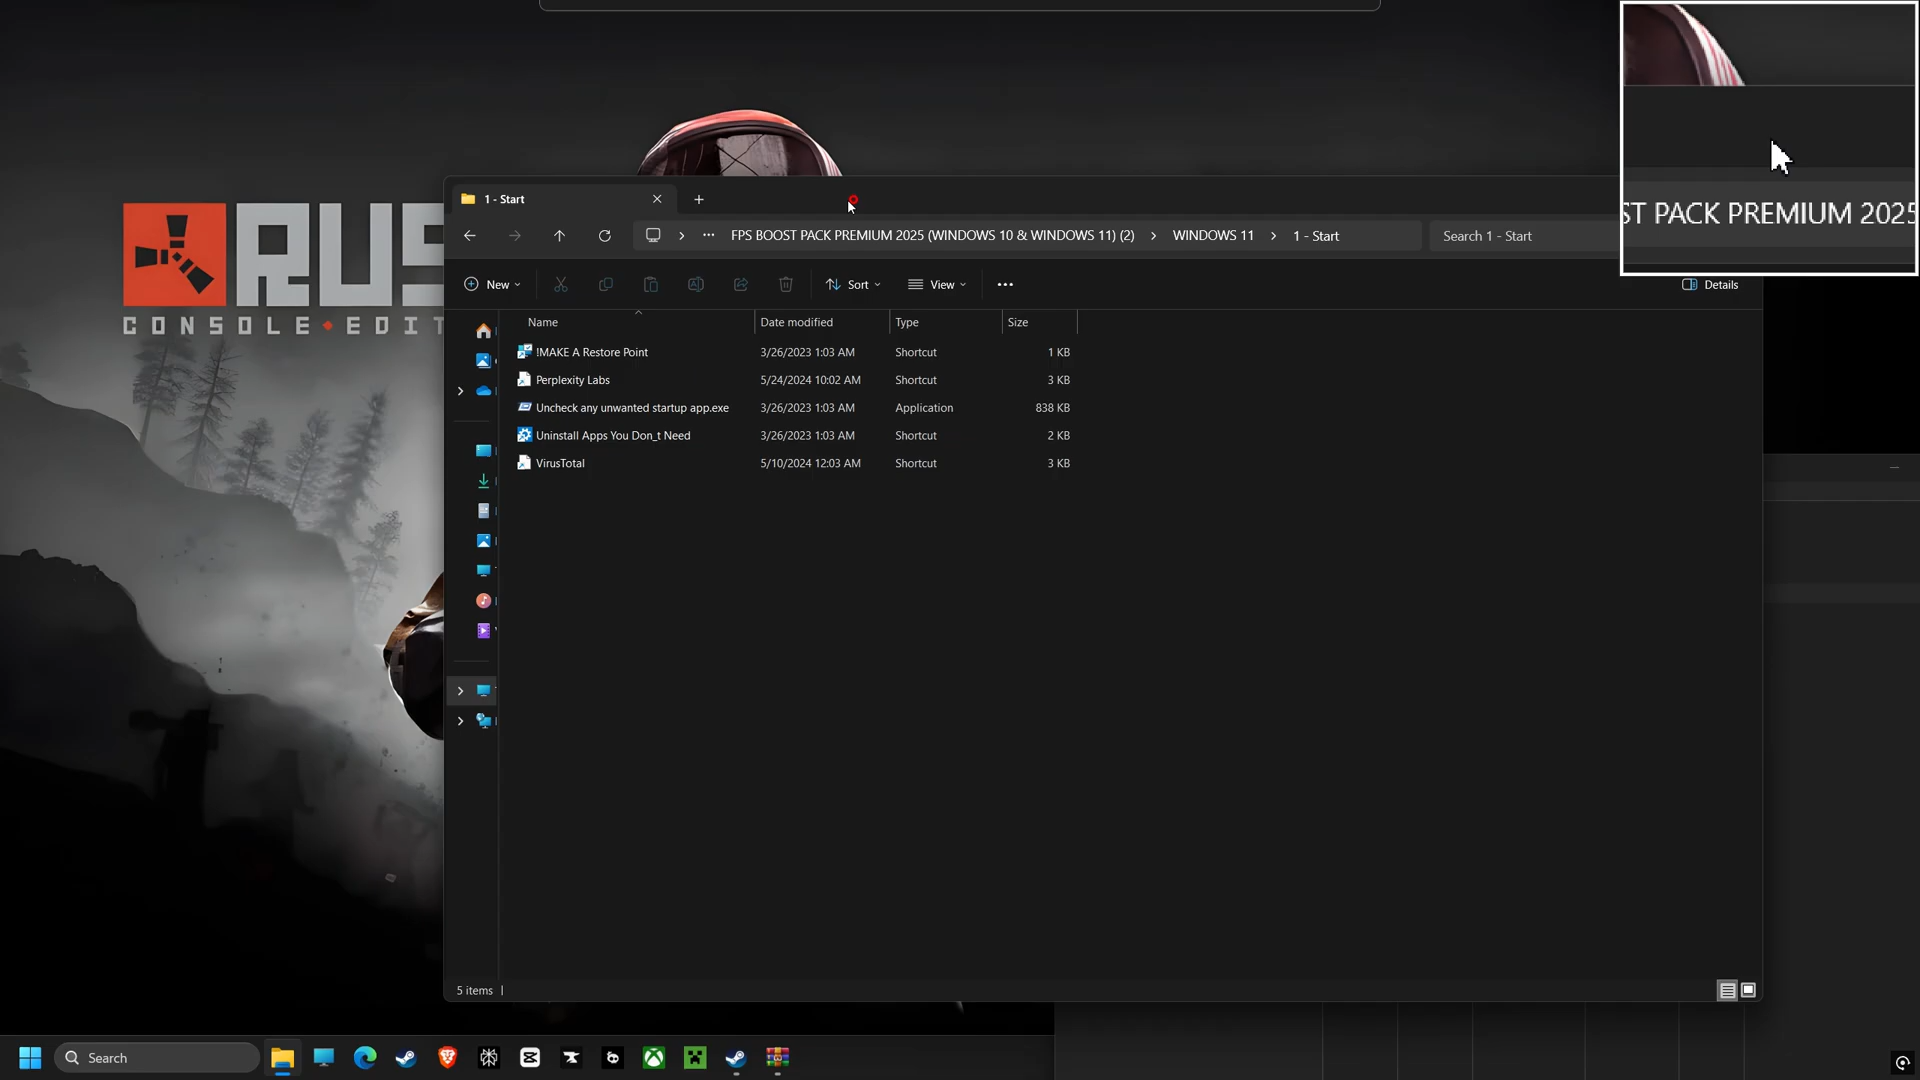 ST PACK PREMIUM 2025
1 - Start
FPS BOOST PACK PREMIUM 2025 (WINDOWS 10 & WINDOWS 11) (2)
WINDOWS 11
1 - Start
Search 1 - Start
RUS
CONSOLE EDIT
New
Sort
View
Details
Name Date modified Type Size
!MAKE A Restore Point 3/26/2023 1:03 AM Shortcut 1 KB
Perplexity Labs 5/24/2024 10:02 AM Shortcut 3 KB
Uncheck any unwanted startup app.exe 3/26/2023 1:03 AM Application 838 KB
Uninstall Apps You Don_t Need 3/26/2023 1:03 AM Shortcut 2 KB
VirusTotal 5/10/2024 12:03 AM Shortcut 3 KB
5 items
Search